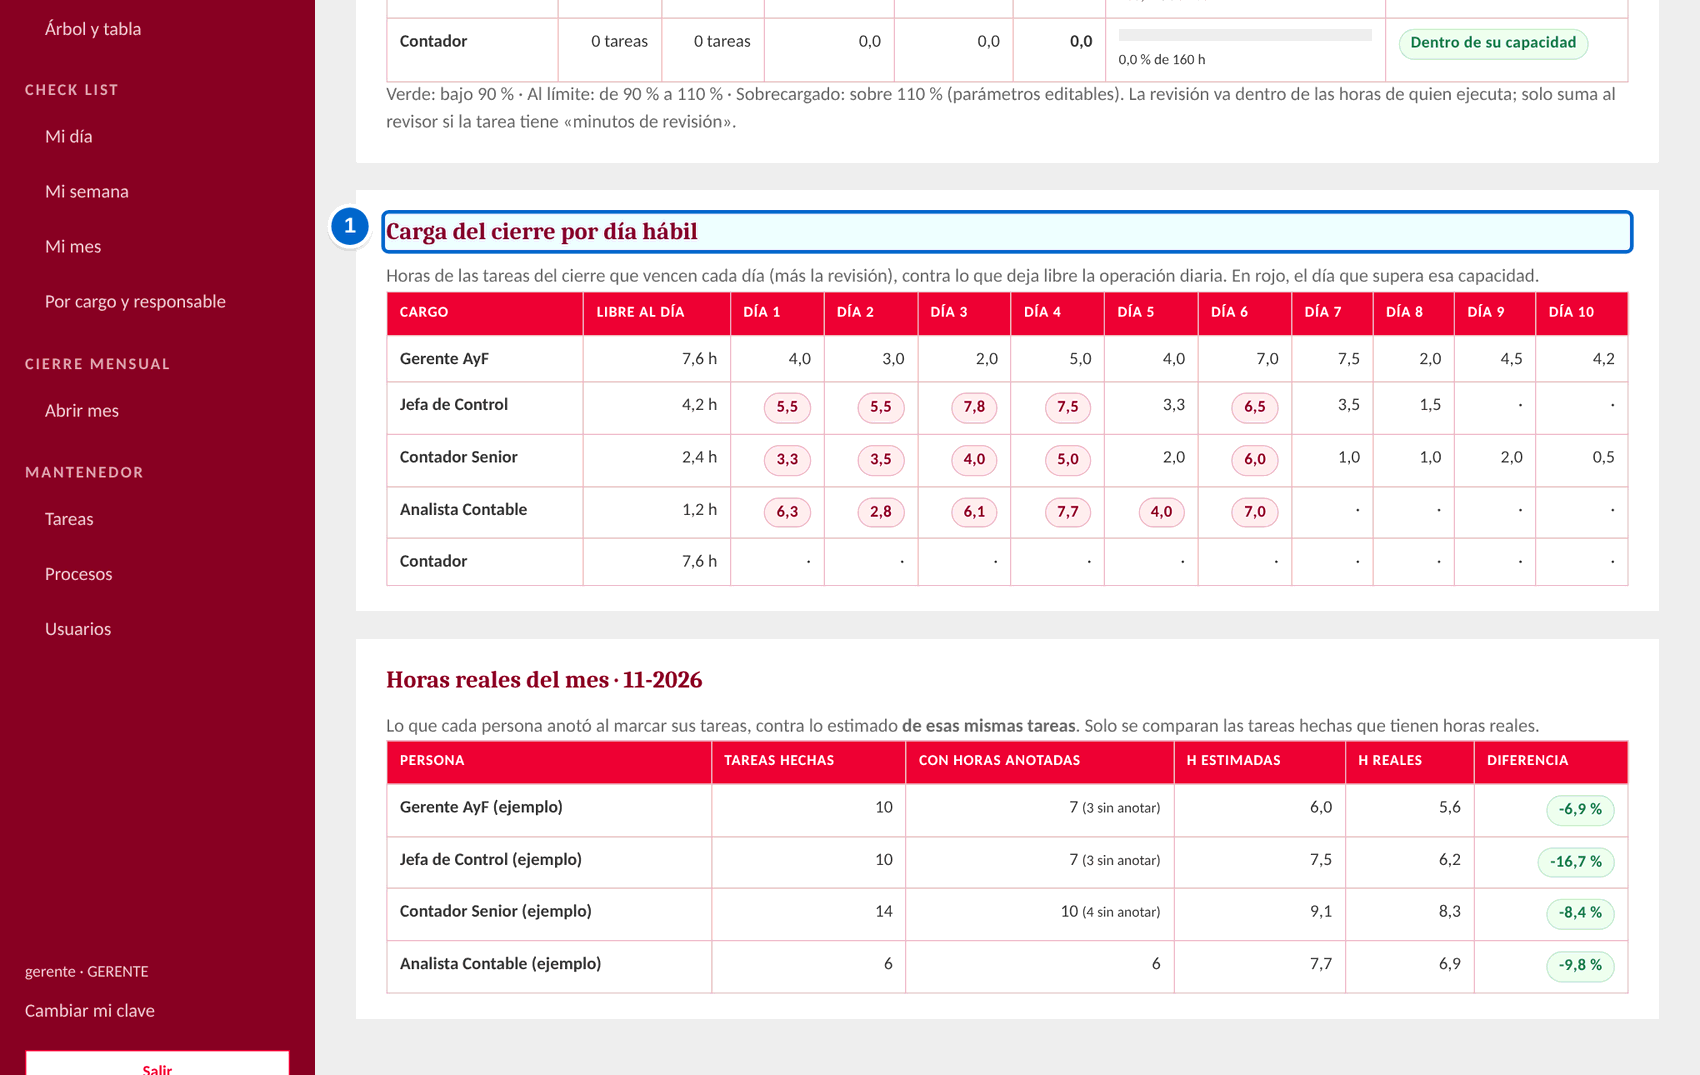 Árbol y tabla
CHECK LIST
Mi día
Mi semana
Mi mes
Por cargo y responsable
CIERRE MENSUAL
Abrir mes
MANTENEDOR
Tareas
Procesos
Usuarios
gerente · GERENTE
Cambiar mi clave
Salir
Contador 0 tareas 0 tareas 0,0 0,0 0,0 0,0 % de 160 h Dentro de su capacidad
Verde: bajo 90 % · Al límite: de 90 % a 110 % · Sobrecargado: sobre 110 % (parámetros editables). La revisión va dentro de las horas de quien ejecuta; solo suma al
revisor si la tarea tiene «minutos de revisión».
1
Carga del cierre por día hábil
Horas de las tareas del cierre que vencen cada día (más la revisión), contra lo que deja libre la operación diaria. En rojo, el día que supera esa capacidad.
CARGO LIBRE AL DÍA DÍA 1 DÍA 2 DÍA 3 DÍA 4 DÍA 5 DÍA 6 DÍA 7 DÍA 8 DÍA 9 DÍA 10
Gerente AyF 7,6 h 4,0 3,0 2,0 5,0 4,0 7,0 7,5 2,0 4,5 4,2
Jefa de Control 4,2 h 5,5 5,5 7,8 7,5 3,3 6,5 3,5 1,5 · ·
Contador Senior 2,4 h 3,3 3,5 4,0 5,0 2,0 6,0 1,0 1,0 2,0 0,5
Analista Contable 1,2 h 6,3 2,8 6,1 7,7 4,0 7,0 · · · ·
Contador 7,6 h · · · · · · · · · ·
Horas reales del mes · 11-2026
Lo que cada persona anotó al marcar sus tareas, contra lo estimado de esas mismas tareas. Solo se comparan las tareas hechas que tienen horas reales.
PERSONA TAREAS HECHAS CON HORAS ANOTADAS H ESTIMADAS H REALES DIFERENCIA
Gerente AyF (ejemplo) 10 7 (3 sin anotar) 6,0 5,6 -6,9 %
Jefa de Control (ejemplo) 10 7 (3 sin anotar) 7,5 6,2 -16,7 %
Contador Senior (ejemplo) 14 10 (4 sin anotar) 9,1 8,3 -8,4 %
Analista Contable (ejemplo) 6 6 7,7 6,9 -9,8 %